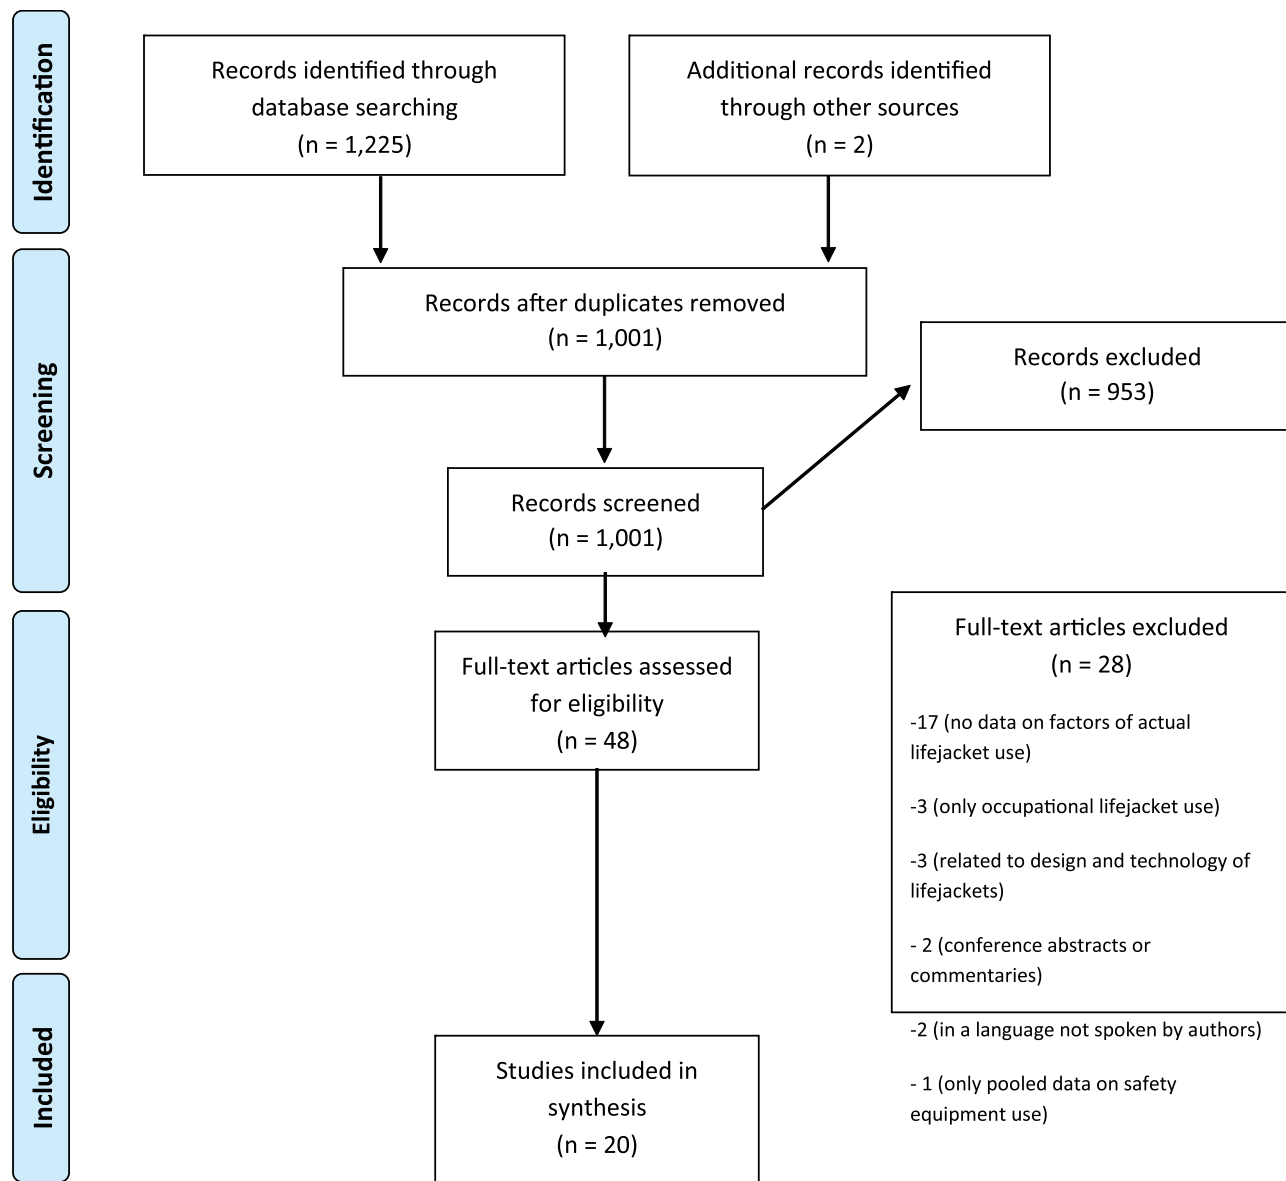 Identification
Records identified through
database searching
(n = 1,225)
Additional records identified
through other sources
(n = 2)
Screening
Records after duplicates removed
(n = 1,001)
Records excluded
(n = 953)
Records screened
(n = 1,001)
Eligibility
Full-text articles assessed
for eligibility
(n = 48)
Full-text articles excluded
(n = 28)
-17 (no data on factors of actual
lifejacket use)
-3 (only occupational lifejacket use)
-3 (related to design and technology of
lifejackets)
- 2 (conference abstracts or
commentaries)
-2 (in a language not spoken by authors)
- 1 (only pooled data on safety
equipment use)
Included
Studies included in
synthesis
(n = 20)